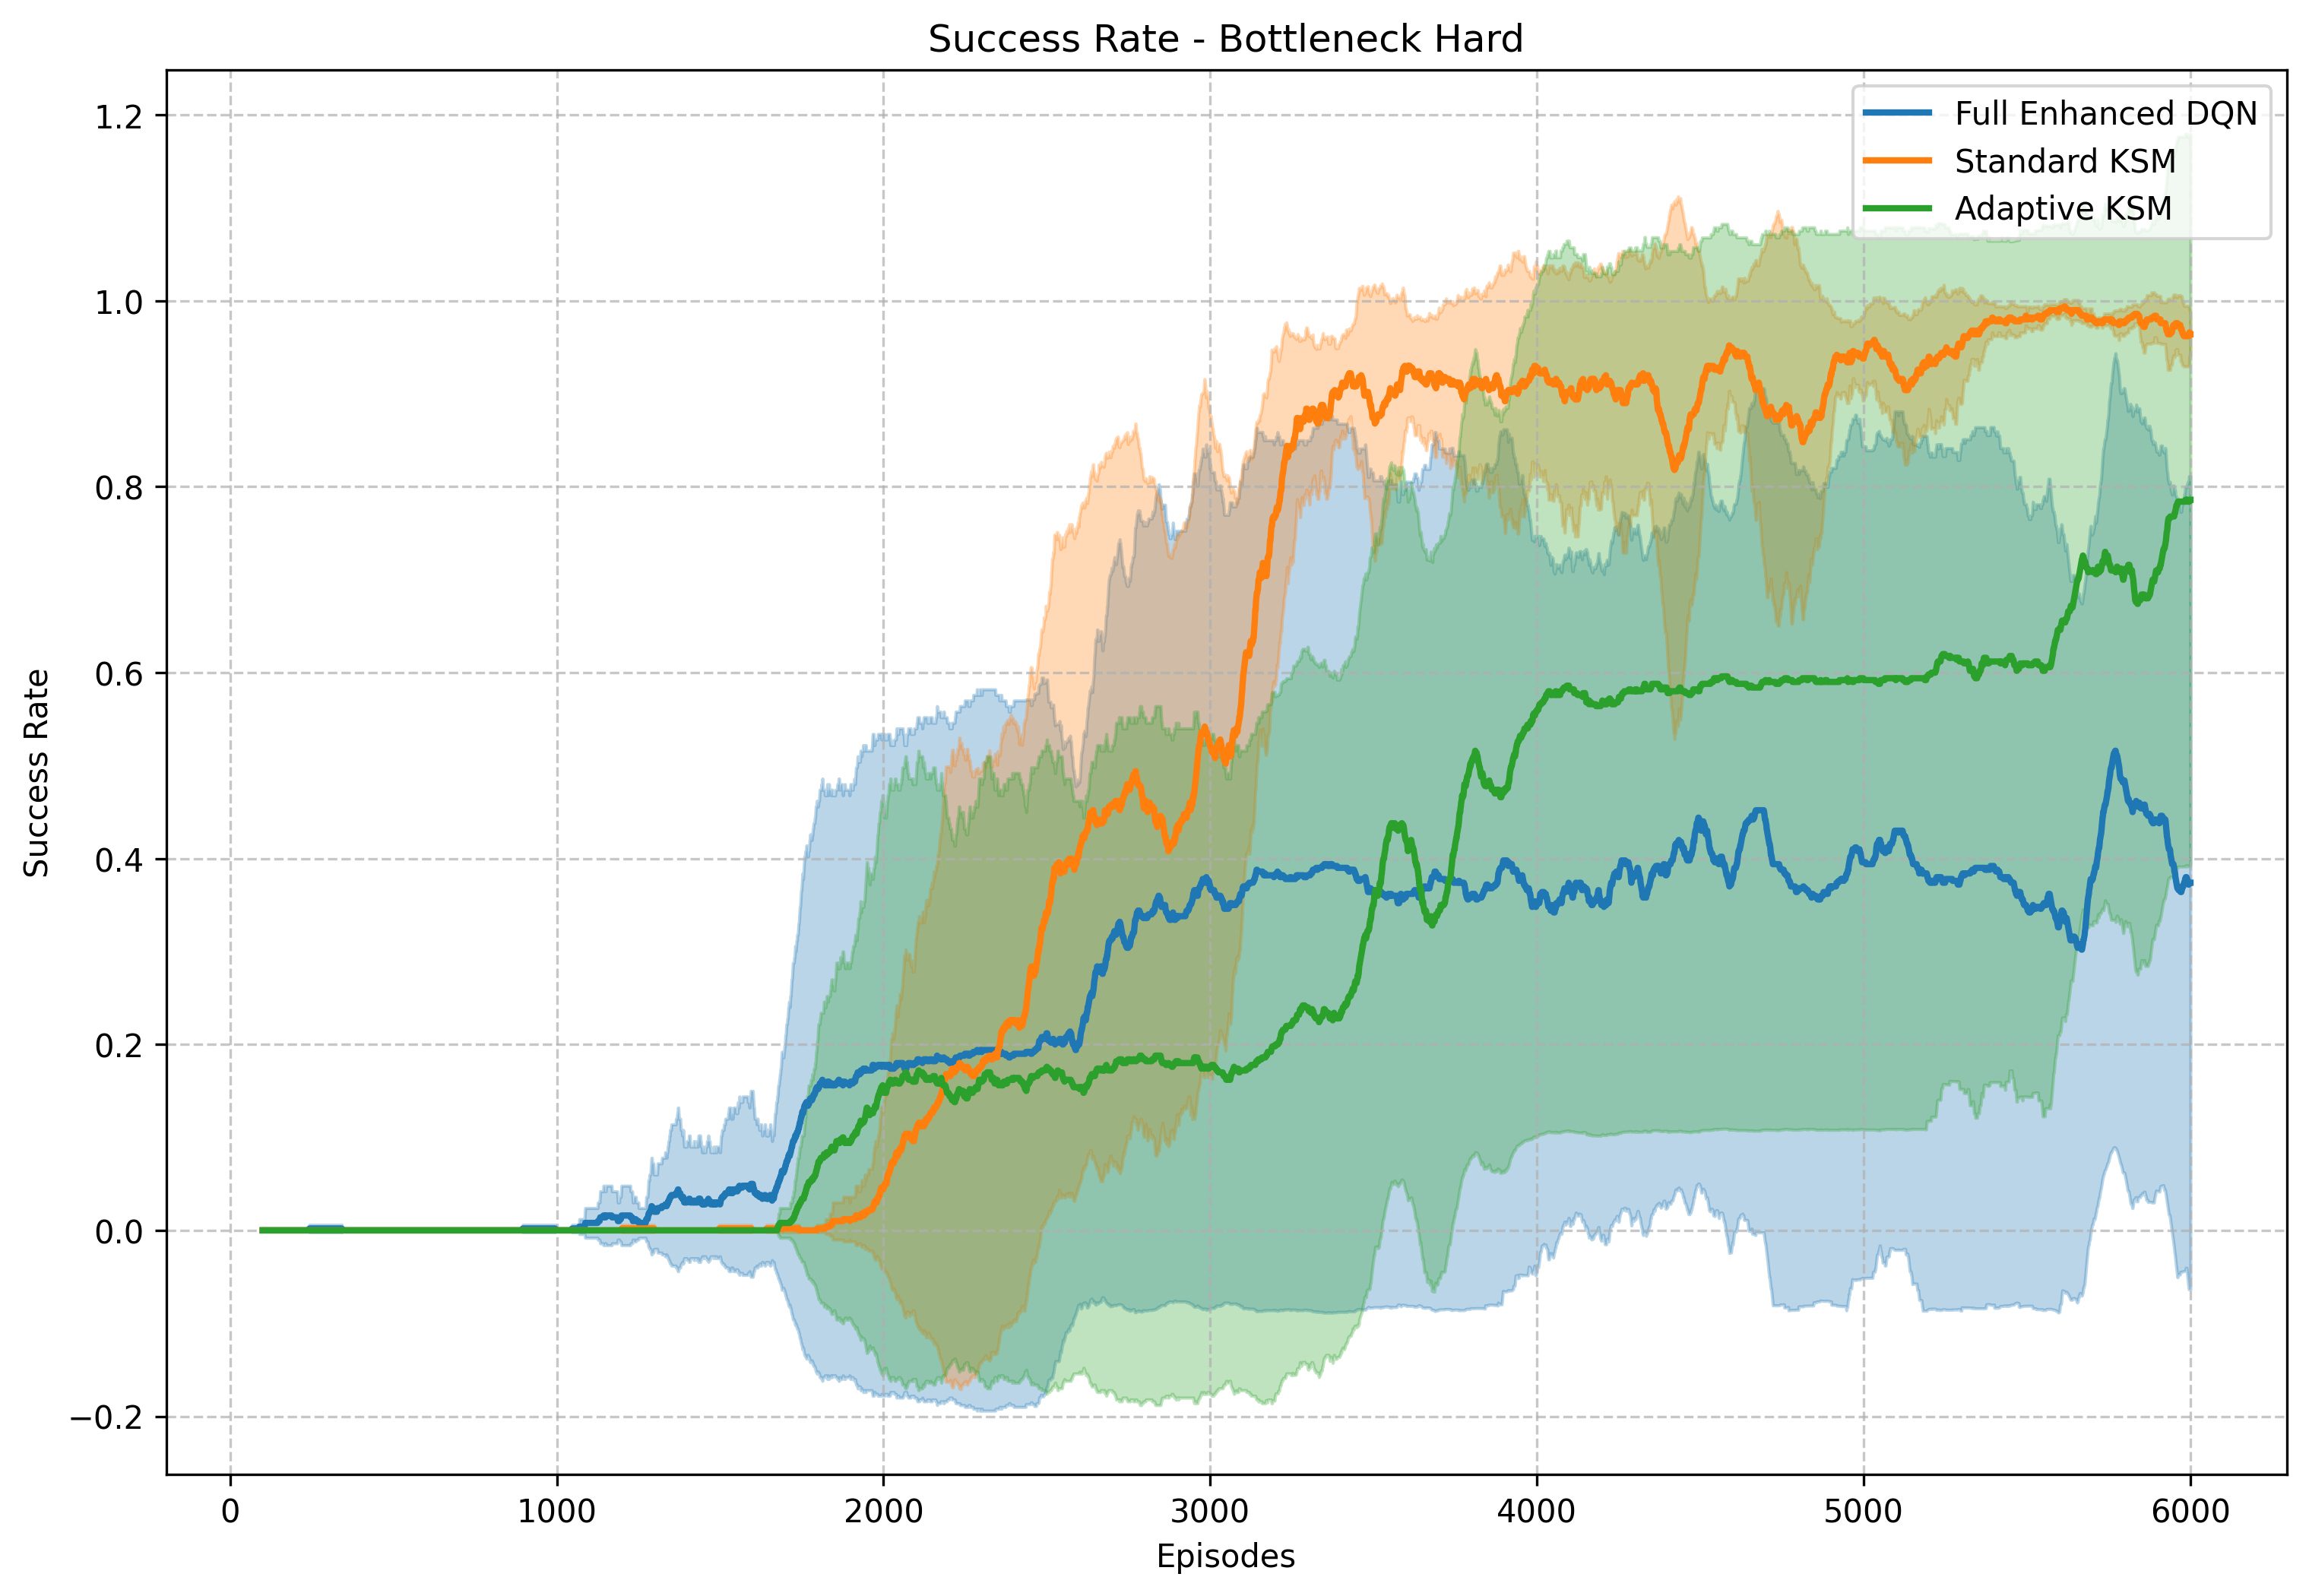 Success Rate - Bottleneck Hard
Full Enhanced DQN
Standard KSM
Adaptive KSM
1.2
1.0
0.8
0.6
0.4
0.2
0.0
−0.2
Success Rate
0 1000 2000 3000 4000 5000 6000
Episodes